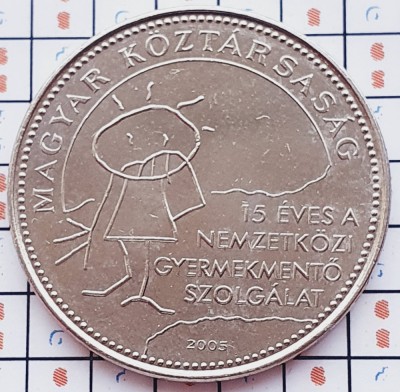 MAGYAR KÖZTÁRSASÁG
15 ÉVES A
NEMZETKÖZI
GYERMEKMENTŐ
SZOLGÁLAT
2005